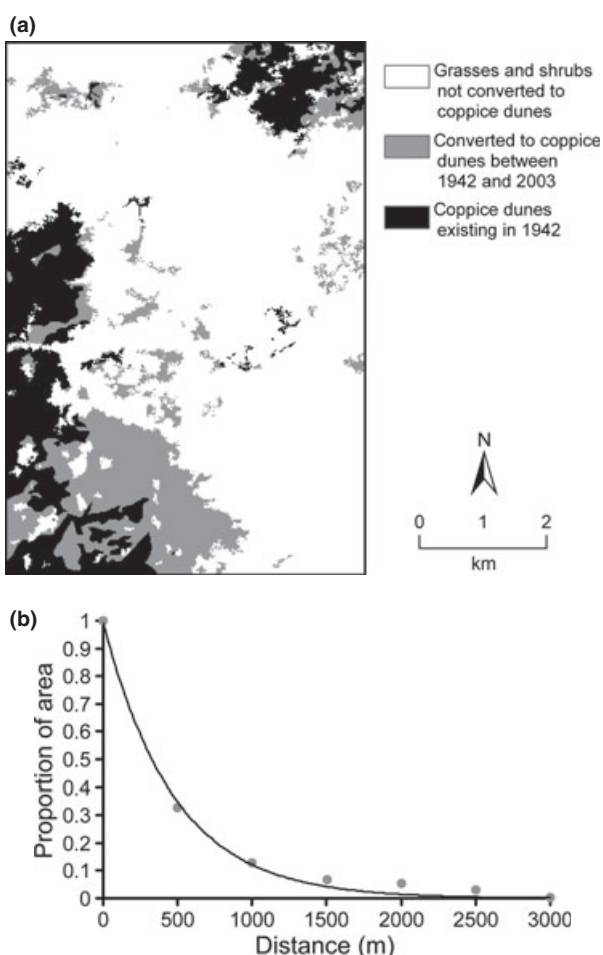 (a)
Grasses and shrubs
not converted to
coppice dunes
Converted to coppice
dunes between
1942 and 2003
Coppice dunes
existing in 1942
N
0 1 2
km
(b)
Proportion of area
1
0.9
0.8
0.7
0.6
0.5
0.4
0.3
0.2
0.1
0
0 500 1000 1500 2000 2500 3000
Distance (m)